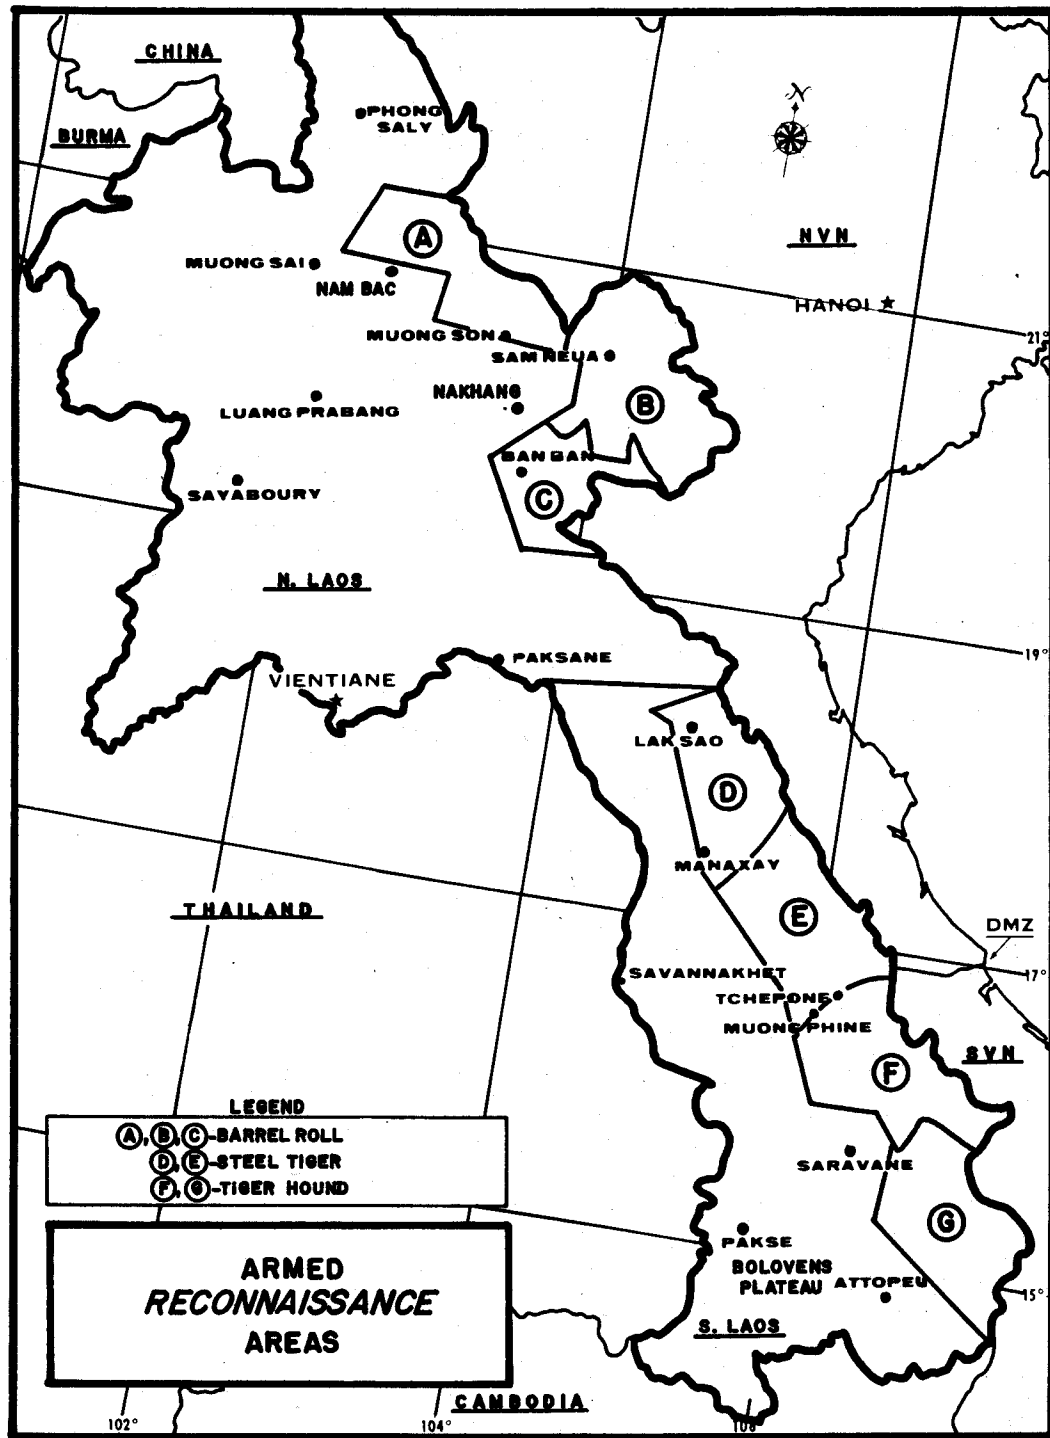 CHINA
PHONG
SALY
BURMA
N
A
NVN
MUONG SAI
NAM BAC
HANOI
MUONG SON
21°
SAM NEUA
NAKHANG
B
LUANG PRABANG
BAN BAN
SAYABOURY
C
N. LAOS
PAKSANE
19°
VIENTIANE
LAK SAO
D
MANAXAY
THAILAND
E
DMZ
SAVANNAKHET
17°
TCHEPONE
MUONG PHINE
SVN
F
LEGEND
A, B, C-BARREL ROLL
D, E-STEEL TIGER
F, G-TIGER HOUND
SARAVANE
G
PAKSE
BOLOVENS
PLATEAU
ATTOPEU
15°
ARMED
RECONNAISSANCE
AREAS
S. LAOS
CAMBODIA
102°
104°
106°